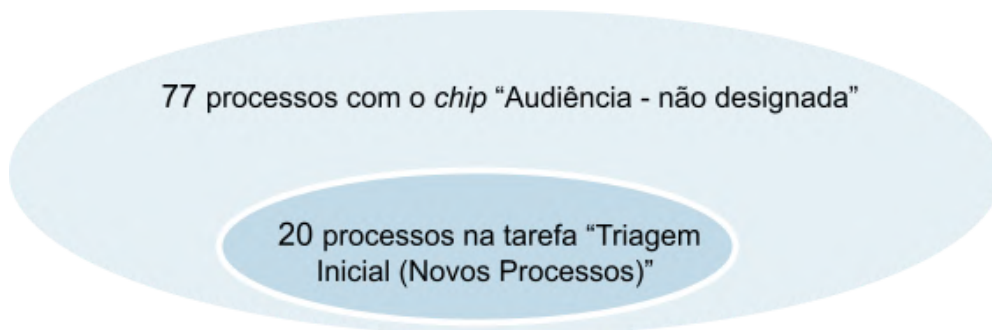 77 processos com o chip “Audiência - não designada”
20 processos na tarefa “Triagem
Inicial (Novos Processos)”